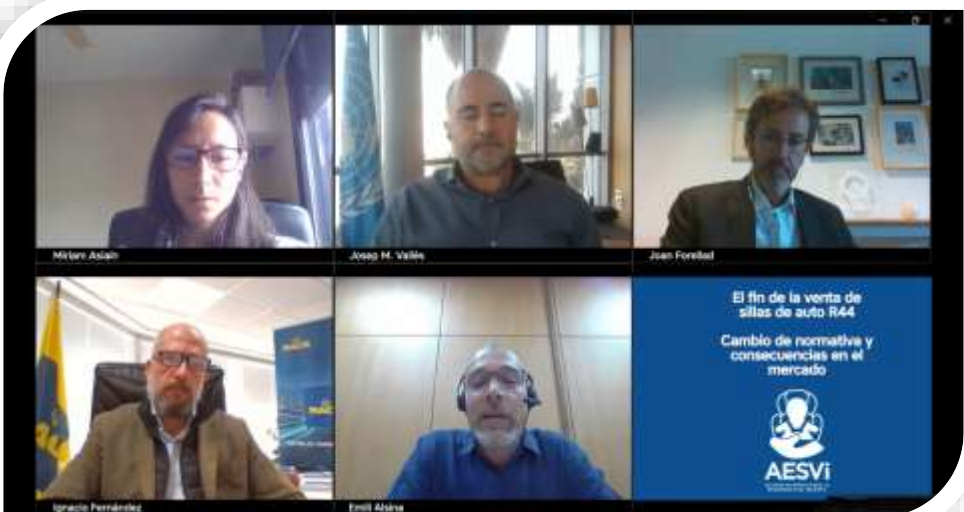 Miriam Asiain
Josep M. Vallès
Joan Forellad
El fin de la venta de
sillas de auto R44
Cambio de normativa y
consecuencias en el
mercado
AESVi
Ignacio Fernández
Emili Alsina